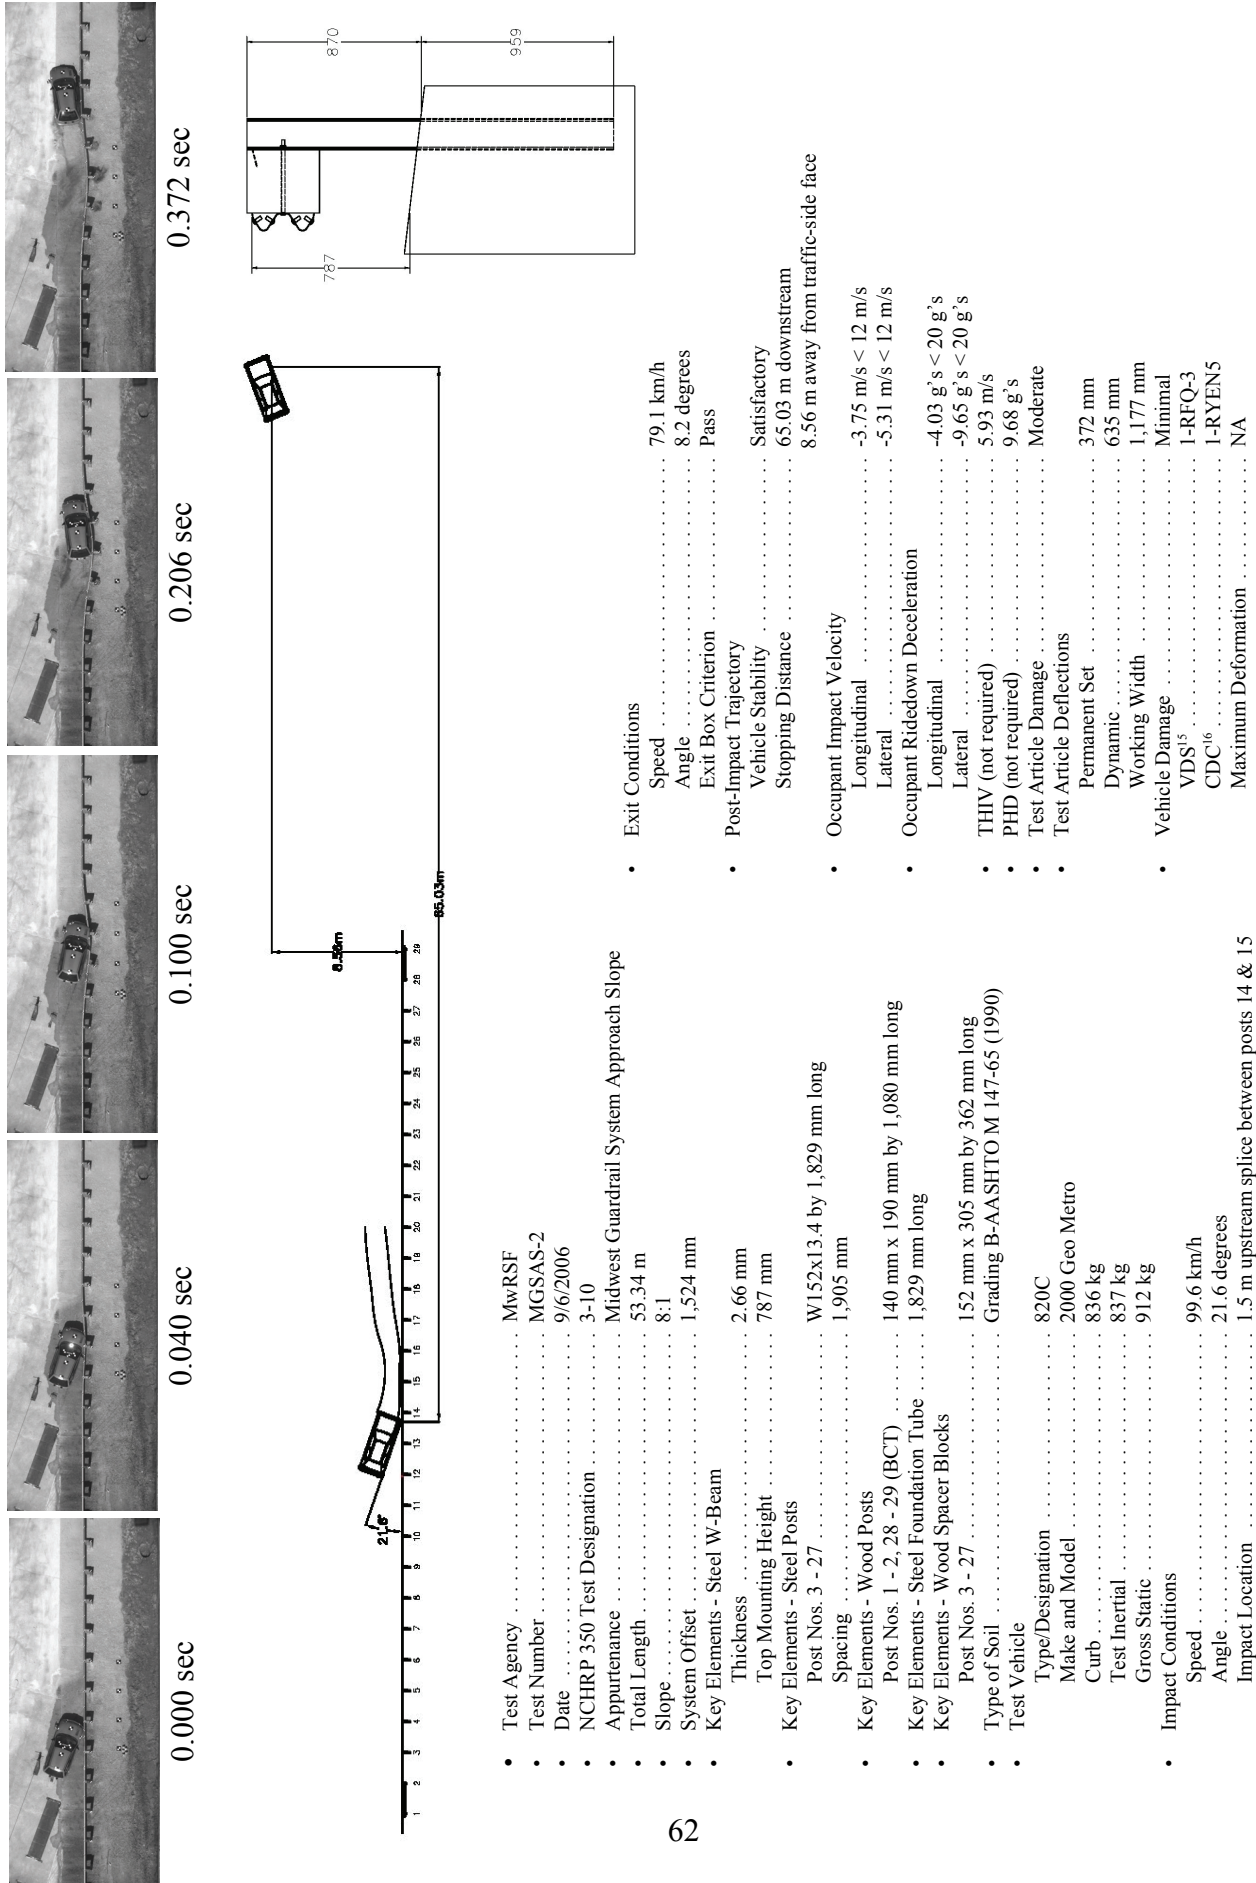 0.000 sec
0.040 sec
0.100 sec
0.206 sec
0.372 sec
21.6°
1 2 3 4 5 6 7 8 9 10 11 12 13 14 15 16 17 18 19 20 21 22 23 24 25 26 27 28 29
8.56m
65.03m
870
959
787
• Test Agency MwRSF
• Test Number MGSAS-2
• Date 9/6/2006
• NCHRP 350 Test Designation 3-10
• Appurtenance Midwest Guardrail System Approach Slope
• Total Length 53.34 m
• Slope 8:1
• System Offset 1,524 mm
• Key Elements - Steel W-Beam
Thickness 2.66 mm
Top Mounting Height 787 mm
• Key Elements - Steel Posts
Post Nos. 3 - 27 W152x13.4 by 1,829 mm long
Spacing 1,905 mm
• Key Elements - Wood Posts
Post Nos. 1 - 2, 28 - 29 (BCT) 140 mm x 190 mm by 1,080 mm long
• Key Elements - Steel Foundation Tube 1,829 mm long
• Key Elements - Wood Spacer Blocks
Post Nos. 3 - 27 152 mm x 305 mm by 362 mm long
• Type of Soil Grading B-AASHTO M 147-65 (1990)
• Test Vehicle
Type/Designation 820C
Make and Model 2000 Geo Metro
Curb 836 kg
Test Inertial 837 kg
Gross Static 912 kg
• Impact Conditions
Speed 99.6 km/h
Angle 21.6 degrees
Impact Location 1.5 m upstream splice between posts 14 & 15
• Exit Conditions
Speed 79.1 km/h
Angle 8.2 degrees
Exit Box Criterion Pass
• Post-Impact Trajectory
Vehicle Stability Satisfactory
Stopping Distance 65.03 m downstream
8.56 m away from traffic-side face
• Occupant Impact Velocity
Longitudinal -3.75 m/s < 12 m/s
Lateral -5.31 m/s < 12 m/s
• Occupant Ridedown Deceleration
Longitudinal -4.03 g's < 20 g's
Lateral -9.65 g's < 20 g's
• THIV (not required) 5.93 m/s
• PHD (not required) 9.68 g's
• Test Article Damage Moderate
• Test Article Deflections
Permanent Set 372 mm
Dynamic 635 mm
Working Width 1,177 mm
• Vehicle Damage Minimal
VDS15 1-RFQ-3
CDC16 1-RYEN5
Maximum Deformation NA
62